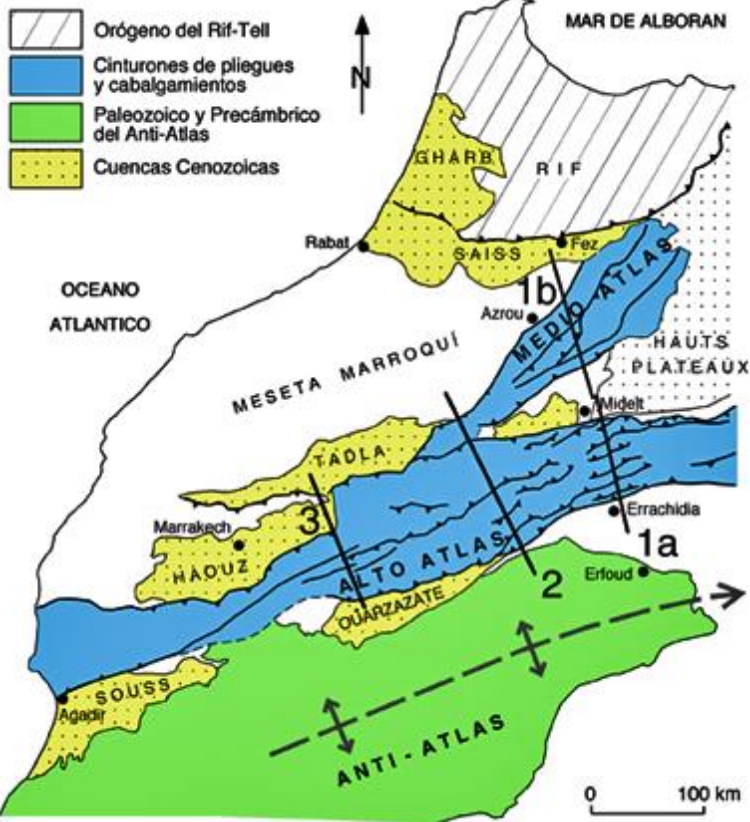 Orógeno del Rif-Tell
Cinturones de pliegues
y cabalgamientos
Paleozoico y Precámbrico
del Anti-Atlas
Cuencas Cenozoicas
N
MAR DE ALBORAN
GHARB
RIF
Rabat
SAISS
Fez
OCEANO
ATLANTICO
1b
Azrou
MEDIO ATLAS
HAUTS
PLATEAUX
MESETA MARROQUÍ
Midelt
TADLA
Marrakech
3
HAOUZ
ALTO ATLAS
Errachidia
1a
2
Erfoud
OUARZAZATE
SOUSS
Agadir
ANTI-ATLAS
0 100 km